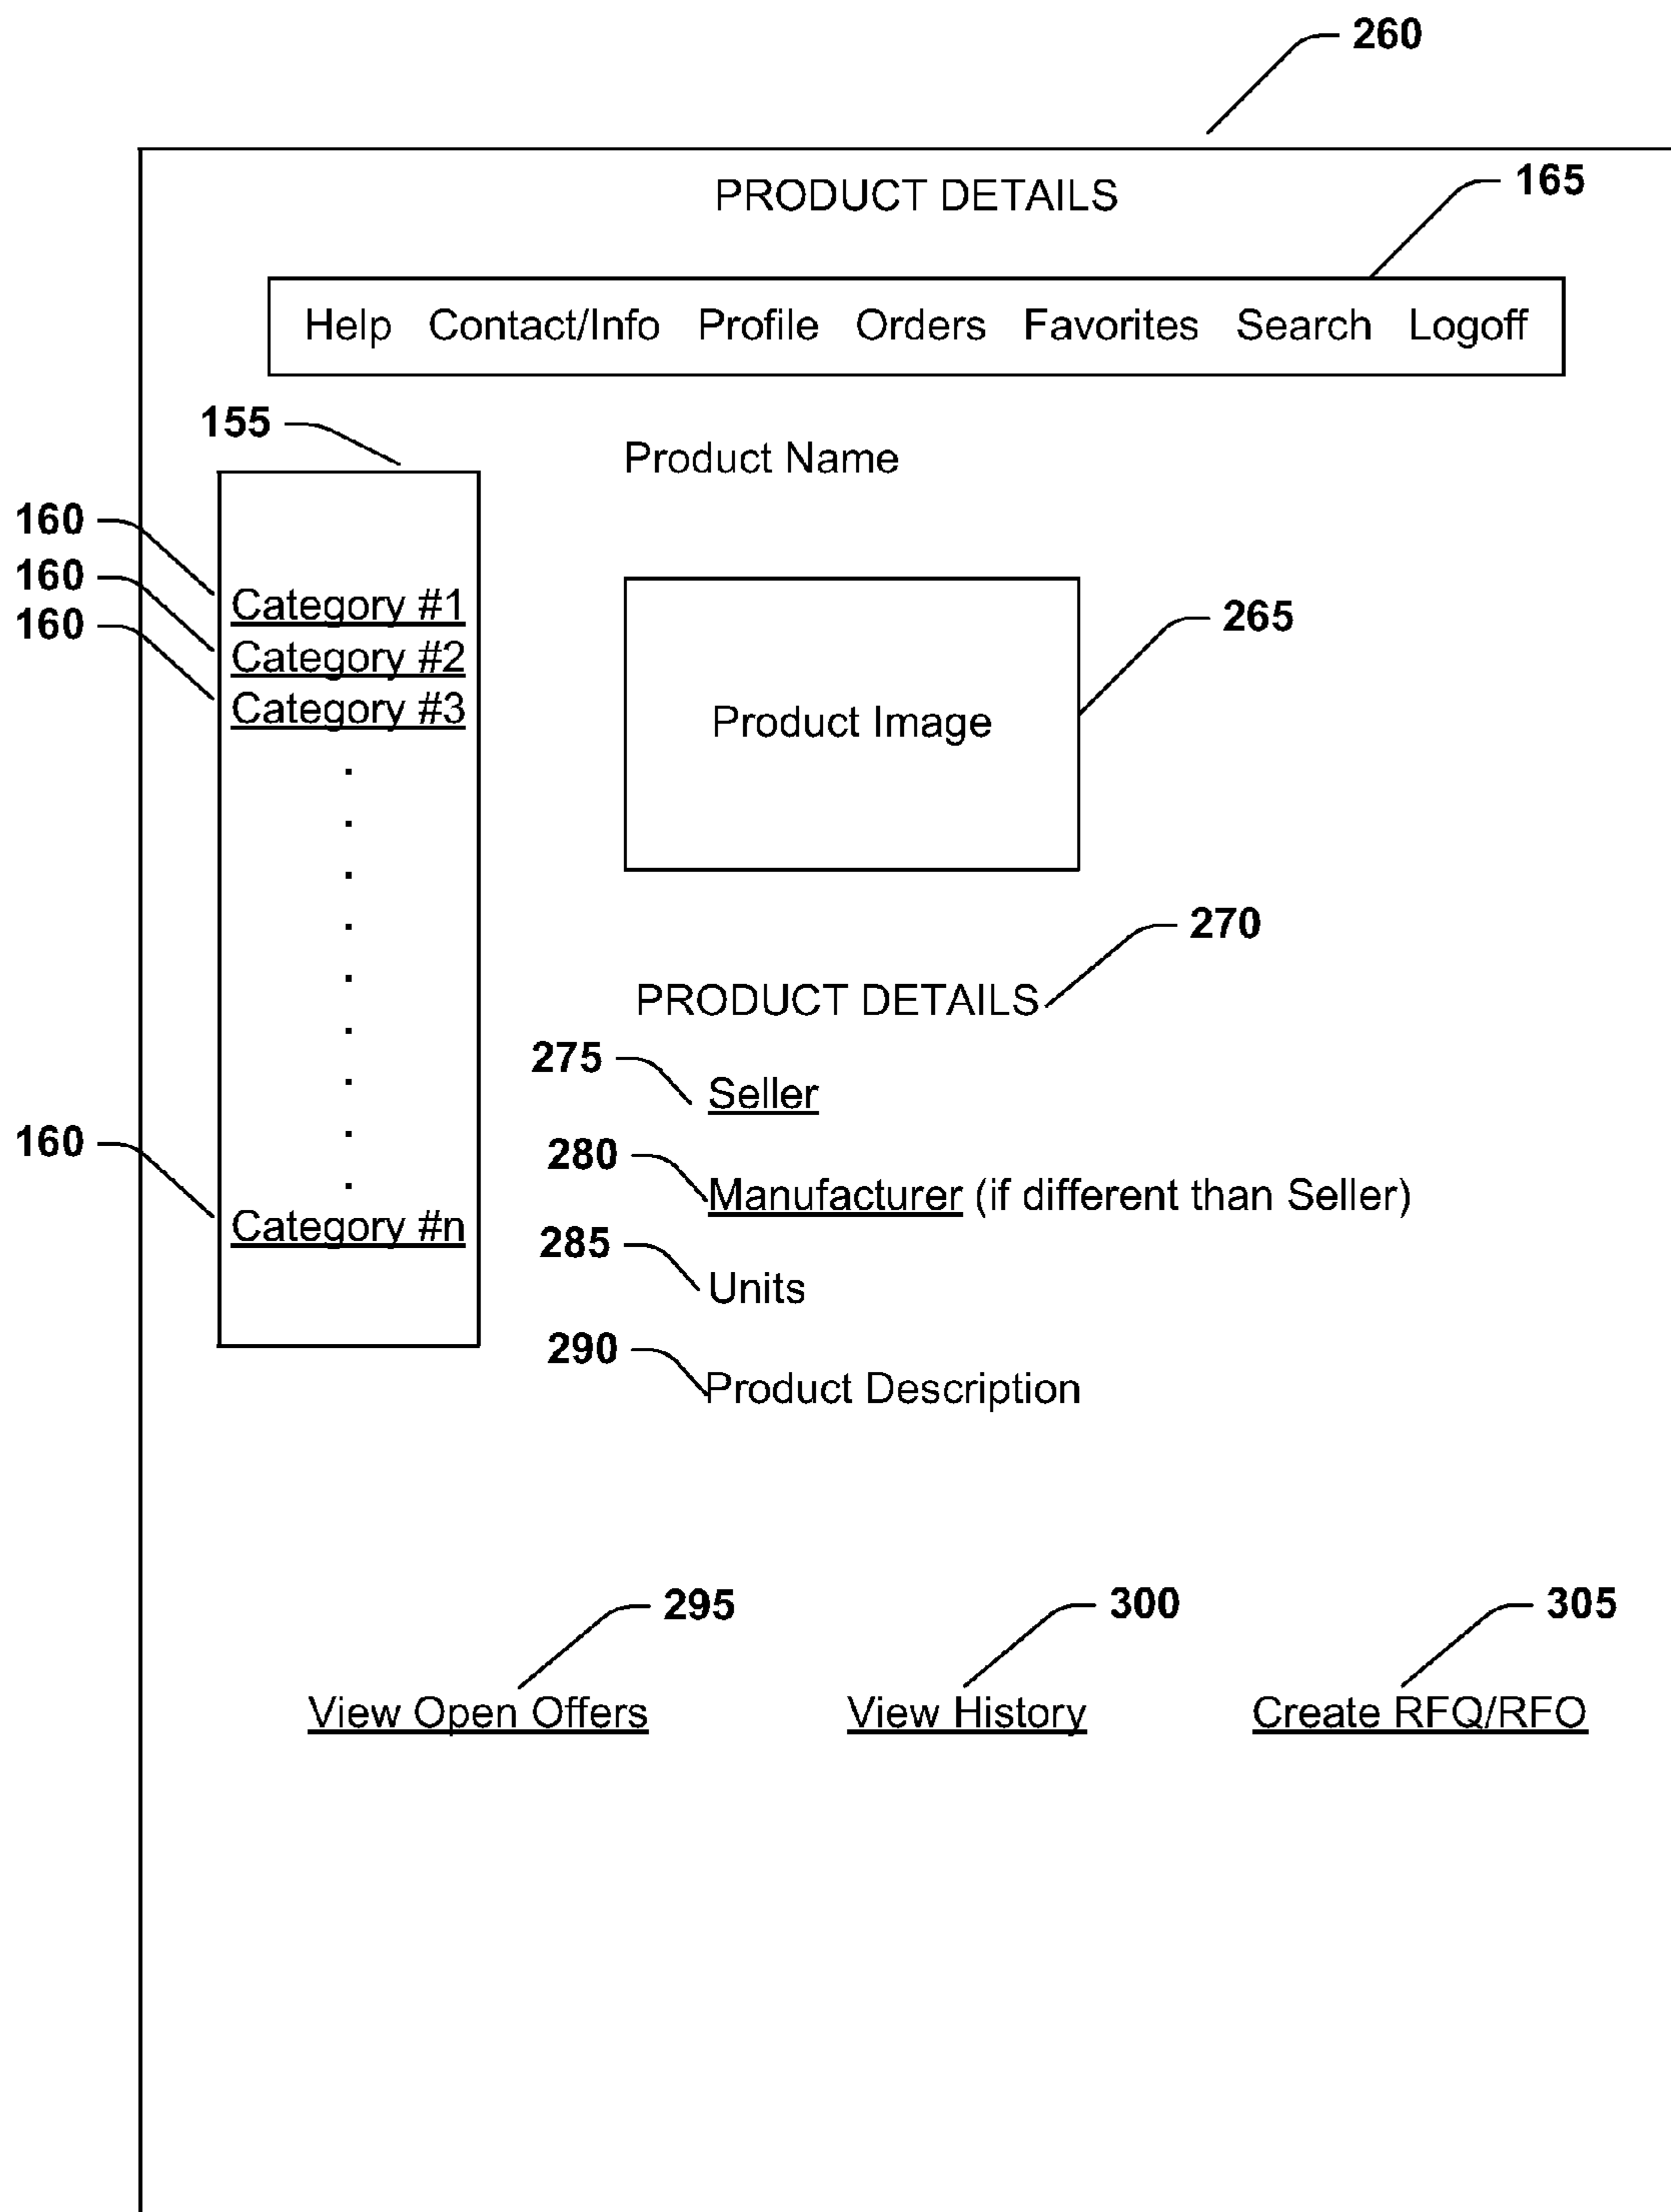 260
PRODUCT DETAILS
165
Help Contact/Info Profile Orders Favorites Search Logoff
155
Product Name
160
160
160
Category #1
Category #2
Category #3
265
Product Image
270
PRODUCT DETAILS
275
Seller
280
Manufacturer (if different than Seller)
160
Category #n
285
Units
290
Product Description
295
300
305
View Open Offers
View History
Create RFQ/RFO